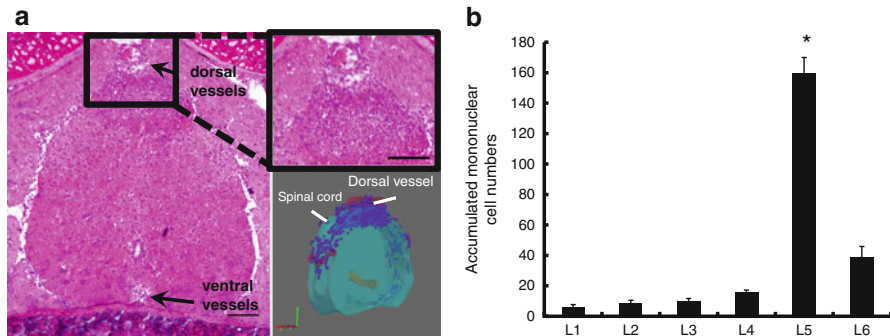 a
dorsal
vessels
ventral
vessels
Dorsal vessel
Spinal cord
b
Accumulated mononuclear
cell numbers
180
160
140
120
100
80
60
40
20
0
*
L1 L2 L3 L4 L5 L6